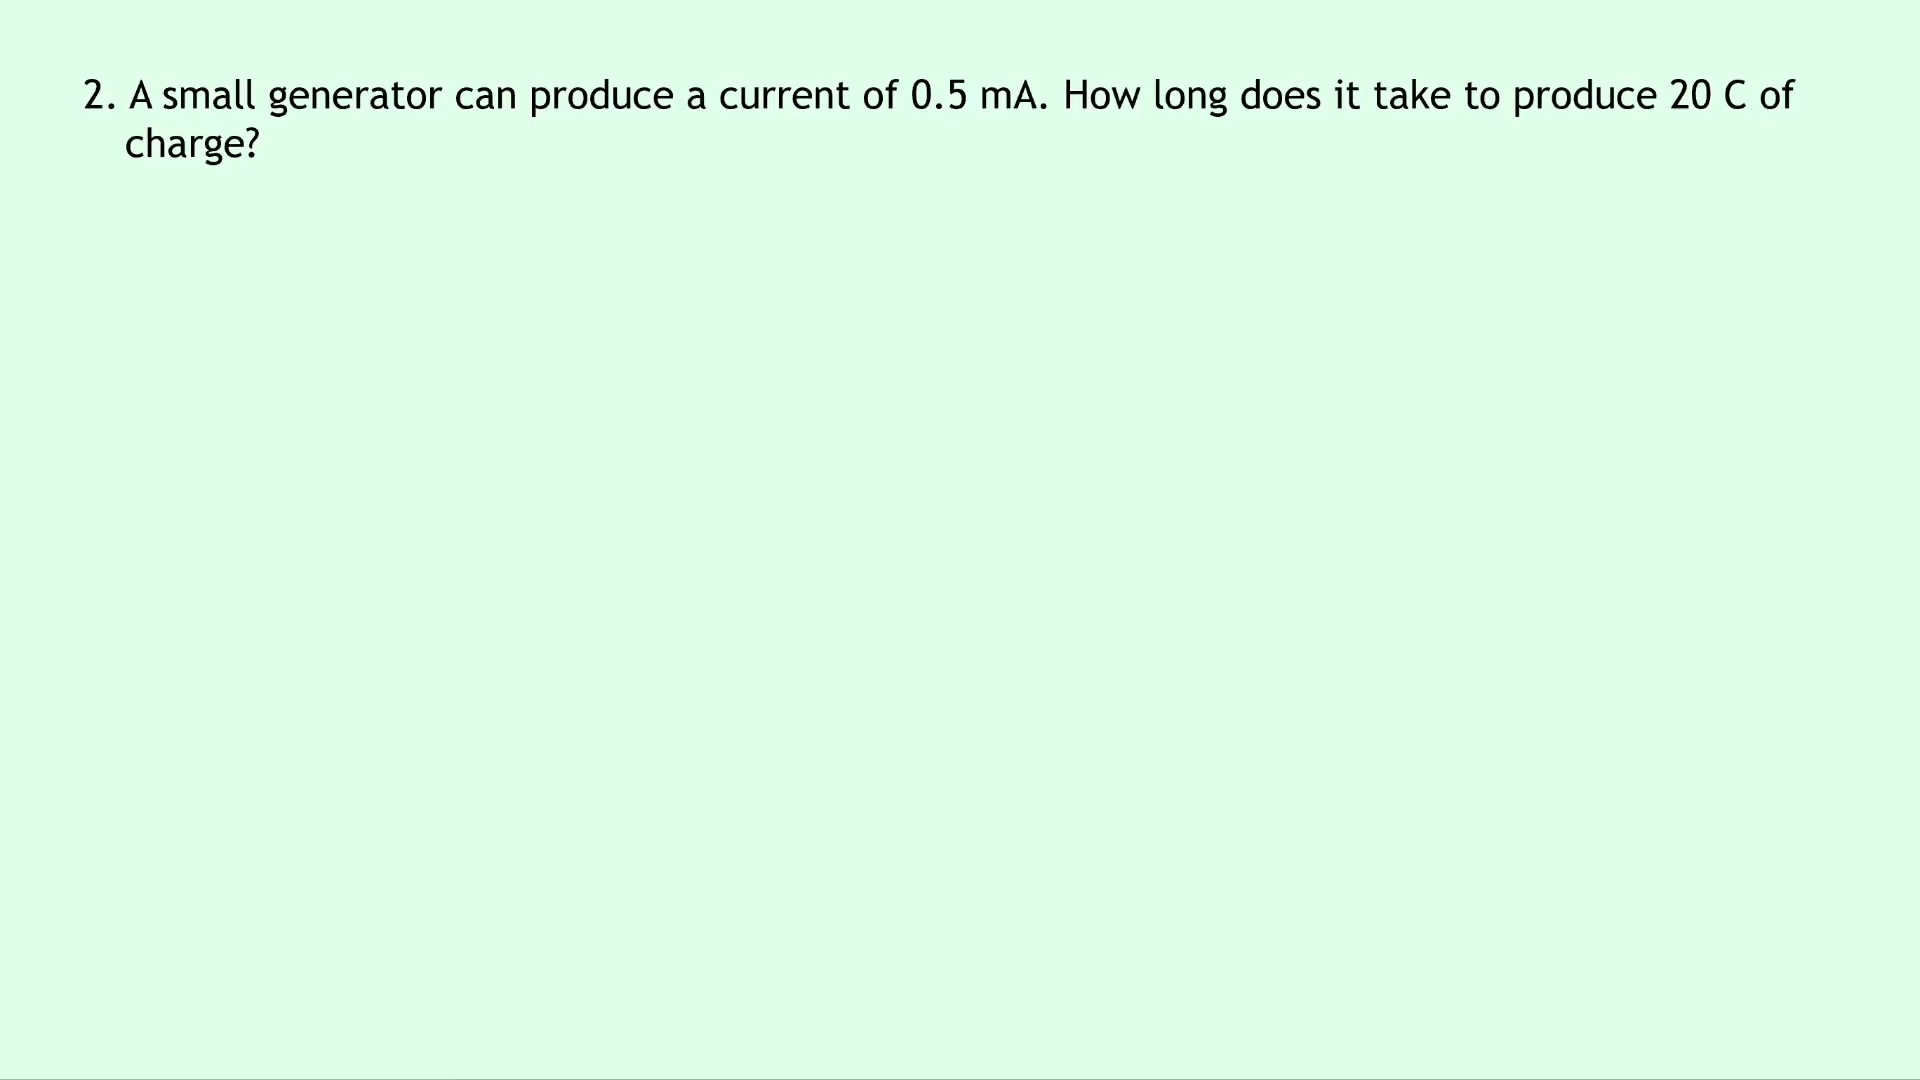 2. A small generator can produce a current of 0.5 mA. How long does it take to produce 20 C of
charge?